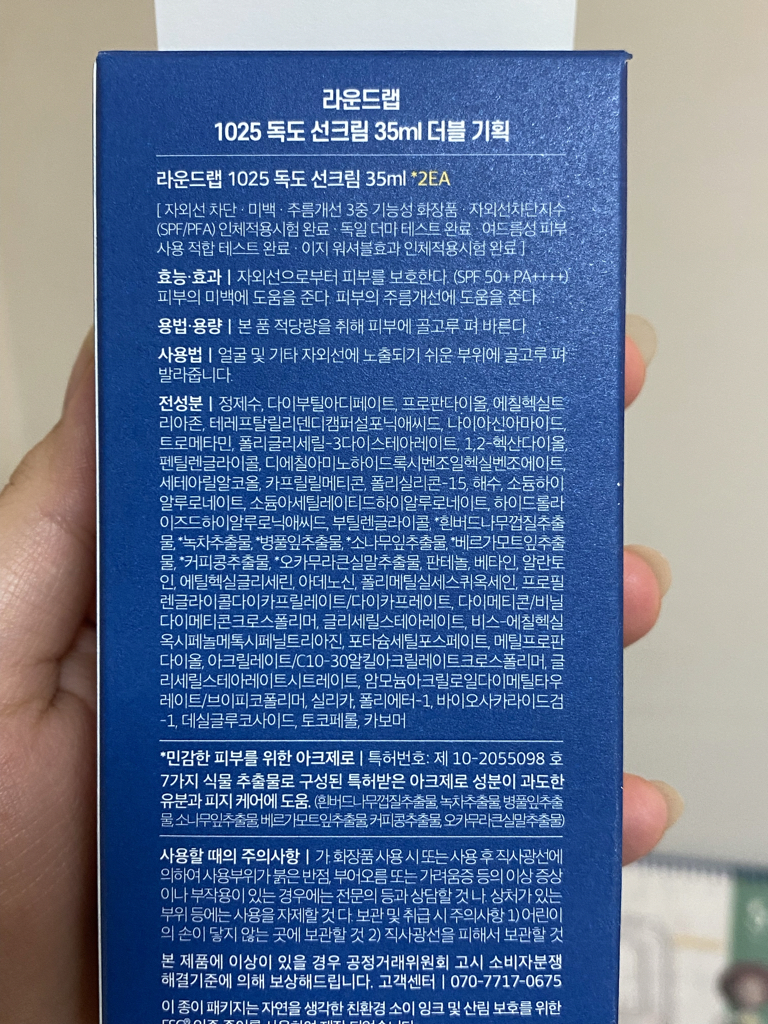 라운드랩
1025 독도 선크림 35ml 더블 기획
라운드랩 1025 독도 선크림 35ml *2EA
[ 자외선 차단 · 미백 · 주름개선 3중 기능성 화장품 · 자외선차단지수
(SPF/PFA) 인체적용시험 완료 · 독일 더마 테스트 완료 · 여드름성 피부
사용 적합 테스트 완료 · 이지 워셔블효과 인체적용시험 완료 ]
효능·효과 | 자외선으로부터 피부를 보호한다. (SPF 50+ PA++++)
피부의 미백에 도움을 준다. 피부의 주름개선에 도움을 준다.
용법·용량 | 본 품 적당량을 취해 피부에 골고루 펴 바른다.
사용법 | 얼굴 및 기타 자외선에 노출되기 쉬운 부위에 골고루 펴
발라줍니다.
전성분 | 정제수, 다이부틸아디페이트, 프로판다이올, 에칠헥실트
리아존, 테레프탈릴리덴디캠퍼설포닉애씨드, 나이아신아마이드,
트로메타민, 폴리글리세릴-3다이스테아레이트, 1,2-헥산다이올,
펜틸렌글라이콜, 디에칠아미노하이드록시벤조일헥실벤조에이트,
세테아릴알코올, 카프릴릴메티콘, 폴리실리콘-15, 해수, 소듐하이
알루로네이트, 소듐아세틸레이티드하이알루로네이트, 하이드롤라
이즈드하이알루로닉애씨드, 부틸렌글라이콜, *흰버드나무껍질추출
물, *녹차추출물, *병풀잎추출물, *소나무잎추출물, *베르가모트잎추출
물, *커피콩추출물, *오카무라큰실말추출물, 판테놀, 베타인, 알란토
인, 에틸헥실글리세린, 아데노신, 폴리메틸실세스퀴옥세인, 프로필
렌글라이콜다이카프릴레이트/다이카프레이트, 다이메티콘/비닐
다이메티콘크로스폴리머, 글리세릴스테아레이트, 비스-에칠헥실
옥시페놀메톡시페닐트리아진, 포타슘세틸포스페이트, 메틸프로판
다이올, 아크릴레이트/C10-30알킬아크릴레이트크로스폴리머, 글
리세릴스테아레이트시트레이트, 암모늄아크릴로일다이메틸타우
레이트/브이피코폴리머, 실리카, 폴리에터-1, 바이오사카라이드검
-1, 데실글루코사이드, 토코페롤, 카보머
*민감한 피부를 위한 아크제로 | 특허번호: 제 10-2055098 호
7가지 식물 추출물로 구성된 특허받은 아크제로 성분이 과도한
유분과 피지 케어에 도움. (흰버드나무껍질추출물, 녹차추출물, 병풀잎추출
물, 소나무잎추출물, 베르가모트잎추출물, 커피콩추출물, 오카무라큰실말추출물)
사용할 때의 주의사항 | 가. 화장품 사용 시 또는 사용 후 직사광선에
의하여 사용부위가 붉은 반점, 부어오름 또는 가려움증 등의 이상 증상
이나 부작용이 있는 경우에는 전문의 등과 상담할 것 나. 상처가 있는
부위 등에는 사용을 자제할 것 다. 보관 및 취급 시 주의사항 1) 어린이
의 손이 닿지 않는 곳에 보관할 것 2) 직사광선을 피해서 보관할 것
본 제품에 이상이 있을 경우 공정거래위원회 고시 소비자분쟁
해결기준에 의해 보상해드립니다. 고객센터 | 070-7717-0675
이 종이 패키지는 자연을 생각한 친환경 소이 잉크 및 산림 보호를 위한